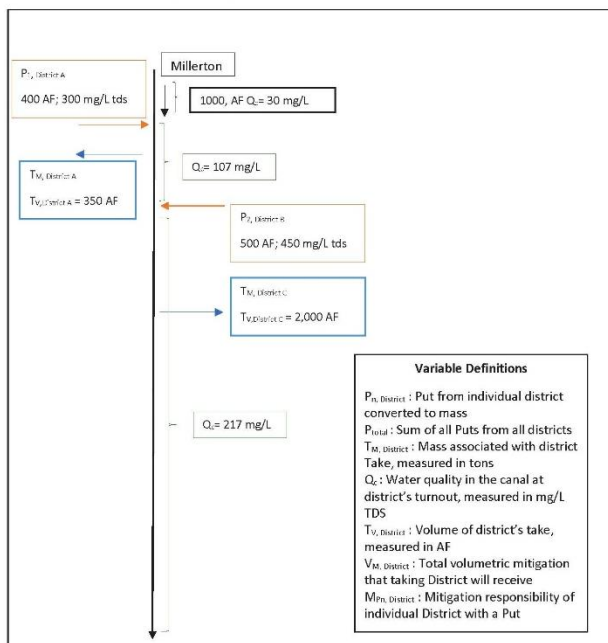 Millerton
P1, District A
400 AF; 300 mg/L tds
1000, AF Qc= 30 mg/L
Qc= 107 mg/L
TM, District A
TV,District A = 350 AF
P2, District B
500 AF; 450 mg/L tds
TM, District C
TV,District C = 2,000 AF
Qc= 217 mg/L
Variable Definitions
Pn, District : Put from individual district
converted to mass
Ptotal : Sum of all Puts from all districts
TM, District : Mass associated with district
Take, measured in tons
Qc : Water quality in the canal at
district's turnout, measured in mg/L
TDS
TV, District : Volume of district's take,
measured in AF
VM, District : Total volumetric mitigation
that taking District will receive
MPn, District : Mitigation responsibility of
individual District with a Put